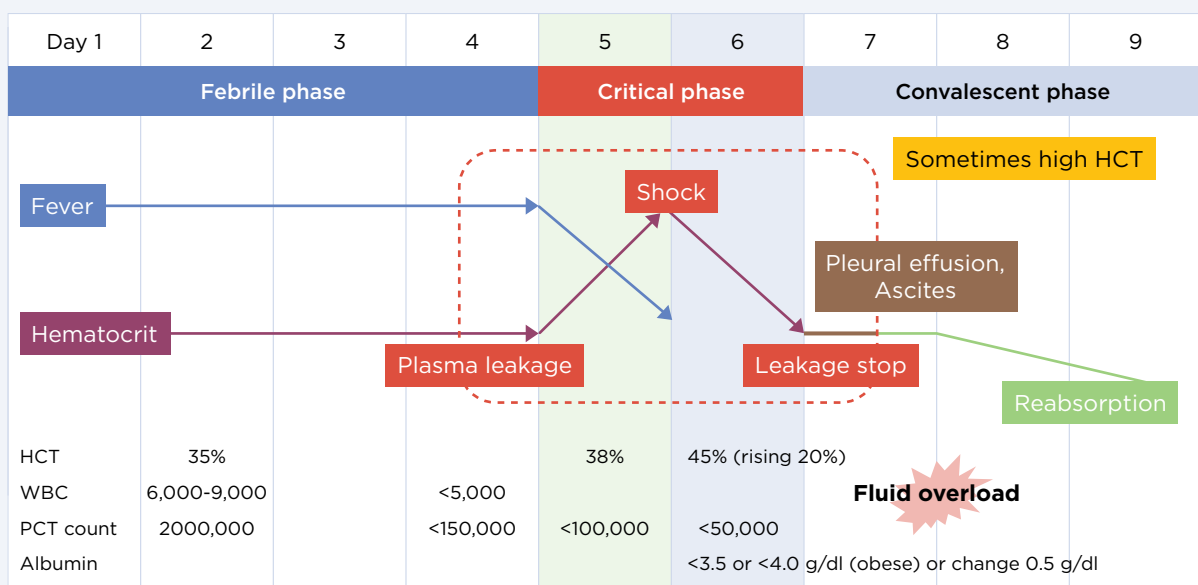 Day 1 2 3 4 5 6 7 8 9
Febrile phase Critical phase Convalescent phase
Sometimes high HCT
Fever
Shock
Pleural effusion,
Ascites
Hematocrit
Plasma leakage
Leakage stop
Reabsorption
HCT 35% 38% 45% (rising 20%)
WBC 6,000-9,000 <5,000
Fluid overload
PCT count 2000,000 <150,000 <100,000 <50,000
Albumin <3.5 or <4.0 g/dl (obese) or change 0.5 g/dl